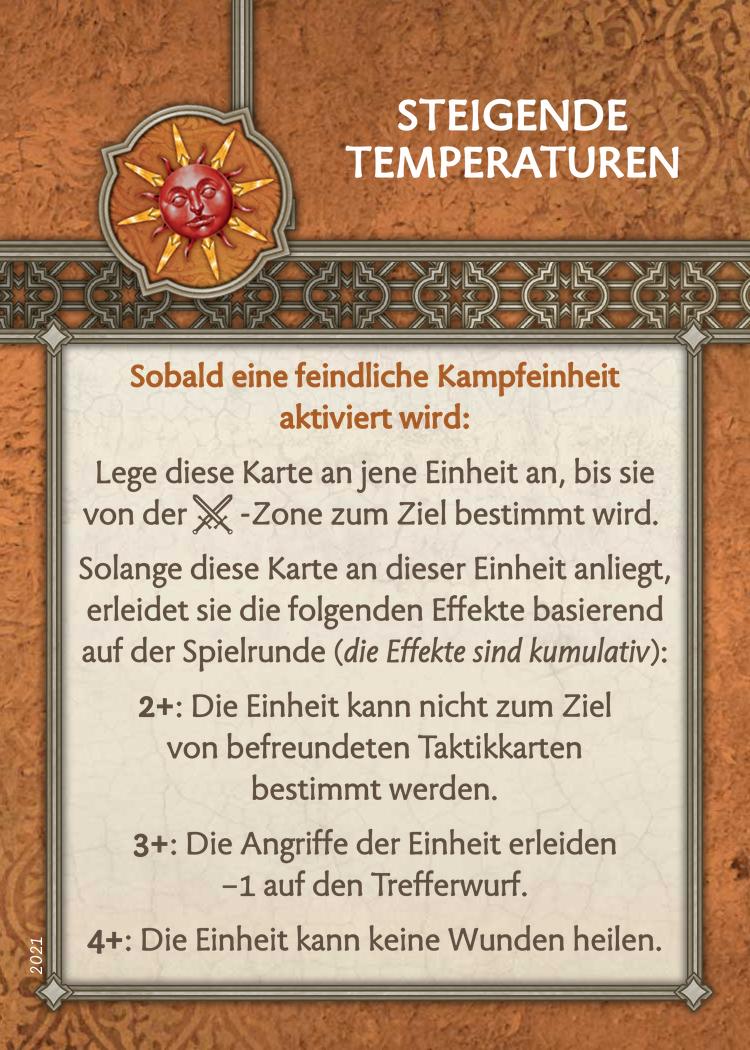 STEIGENDE
TEMPERATUREN
Sobald eine feindliche Kampfeinheit
aktiviert wird:
Lege diese Karte an jene Einheit an, bis sie
von der -Zone zum Ziel bestimmt wird.
Solange diese Karte an dieser Einheit anliegt,
erleidet sie die folgenden Effekte basierend
auf der Spielrunde (die Effekte sind kumulativ):
2+: Die Einheit kann nicht zum Ziel
von befreundeten Taktikkarten
bestimmt werden.
3+: Die Angriffe der Einheit erleiden
−1 auf den Trefferwurf.
4+: Die Einheit kann keine Wunden heilen.
2021